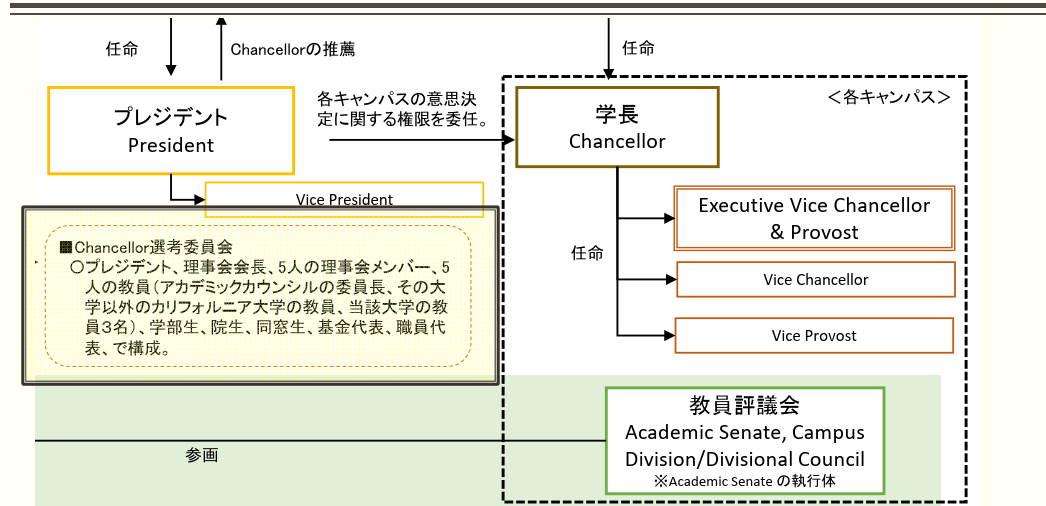 任命
Chancellorの推薦
任命
プレジデント
President
各キャンパスの意思決
定に関する権限を委任。
学長
Chancellor
＜各キャンパス＞
Vice President
Executive Vice Chancellor
& Provost
任命
Vice Chancellor
Vice Provost
■Chancellor選考委員会
○プレジデント、理事会会長、5人の理事会メンバー、5
人の教員（アカデミックカウンシルの委員長、その大
学以外のカリフォルニア大学の教員、当該大学の教
員３名）、学部生、院生、同窓生、基金代表、職員代
表、で構成。
教員評議会
Academic Senate, Campus
Division/Divisional Council
※Academic Senate の執行体
参画